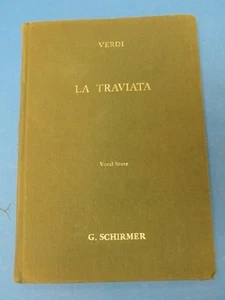 VERDI
LA TRAVIATA
Vocal Score
G. SCHIRMER